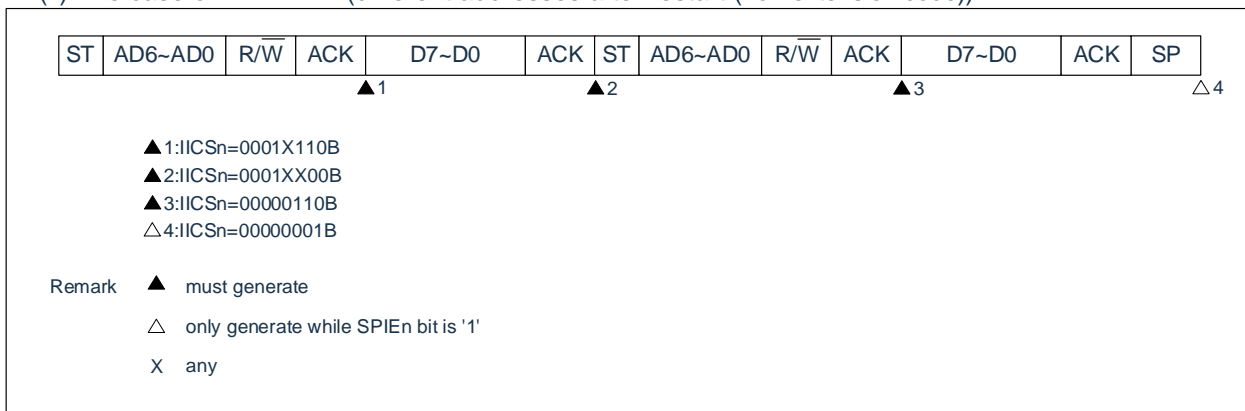 ST AD6~AD0 R/W̅ ACK D7~D0 ACK ST AD6~AD0 R/W̅ ACK D7~D0 ACK SP
▲1 ▲2 ▲3 △4
▲1:IICSn=0001X110B
▲2:IICSn=0001XX00B
▲3:IICSn=00000110B
△4:IICSn=00000001B
Remark ▲ must generate
△ only generate while SPIEn bit is '1'
X any